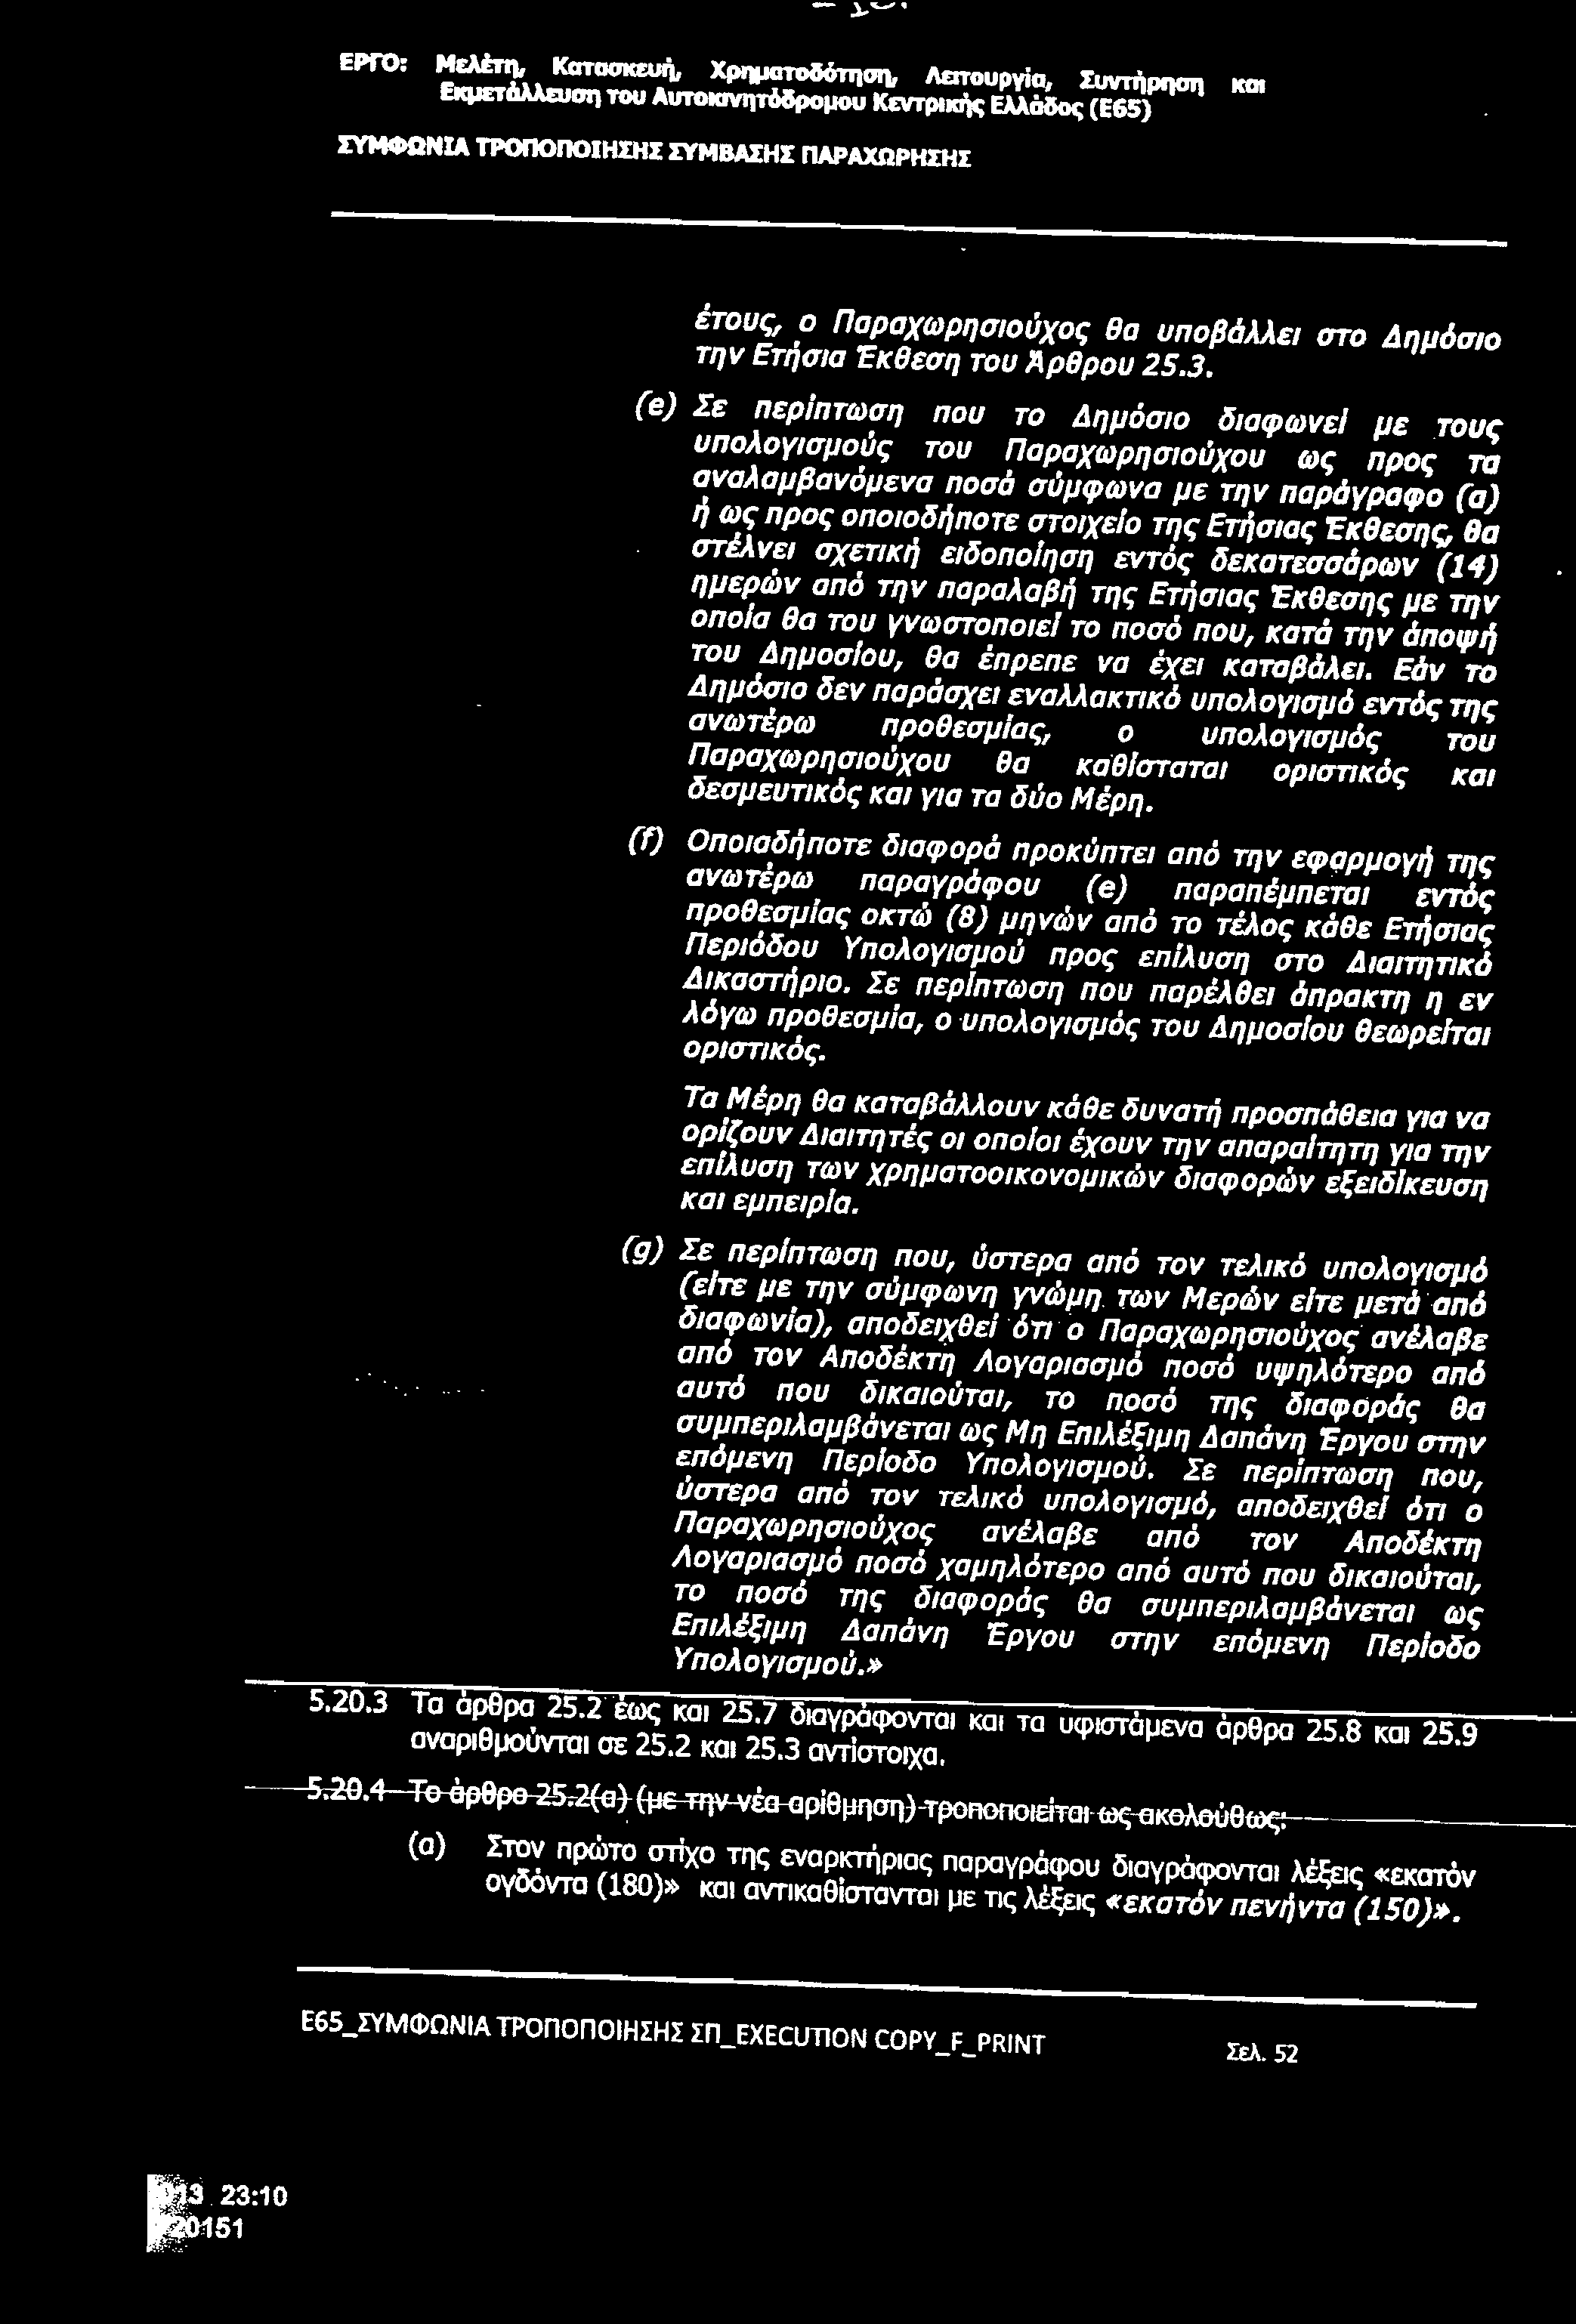 ΕΡΓΟ: Μελέτη, Κατασκευή, Χρηματοδότηση, Λειτουργία, Συντήρηση και
Εκμετάλλευση του Αυτοκινητόδρομου Κεντρικής Ελλάδος (Ε65)
ΣΥΜΦΩΝΙΑ ΤΡΟΠΟΠΟΙΗΣΗΣ ΣΥΜΒΑΣΗΣ ΠΑΡΑΧΩΡΗΣΗΣ
έτους, ο Παραχωρησιούχος θα υποβάλλει στο Δημόσιο
την Ετήσια Έκθεση του Άρθρου 25.3.
(e) Σε περίπτωση που το Δημόσιο διαφωνεί με τους
υπολογισμούς του Παραχωρησιούχου ως προς τα
αναλαμβανόμενα ποσά σύμφωνα με την παράγραφο (α)
ή ως προς οποιοδήποτε στοιχείο της Ετήσιας Έκθεσης, θα
στέλνει σχετική ειδοποίηση εντός δεκατεσσάρων (14)
ημερών από την παραλαβή της Ετήσιας Έκθεσης με την
οποία θα του γνωστοποιεί το ποσό που, κατά την άποψή
του Δημοσίου, θα έπρεπε να έχει καταβάλει. Εάν το
Δημόσιο δεν παράσχει εναλλακτικό υπολογισμό εντός της
ανωτέρω προθεσμίας, ο υπολογισμός του
Παραχωρησιούχου θα καθίσταται οριστικός και
δεσμευτικός και για τα δύο Μέρη.
(f) Οποιαδήποτε διαφορά προκύπτει από την εφαρμογή της
ανωτέρω παραγράφου (e) παραπέμπεται εντός
προθεσμίας οκτώ (8) μηνών από το τέλος κάθε Ετήσιας
Περιόδου Υπολογισμού προς επίλυση στο Διαιτητικό
Δικαστήριο. Σε περίπτωση που παρέλθει άπρακτη η εν
λόγω προθεσμία, ο υπολογισμός του Δημοσίου θεωρείται
οριστικός.
Τα Μέρη θα καταβάλλουν κάθε δυνατή προσπάθεια για να
ορίζουν Διαιτητές οι οποίοι έχουν την απαραίτητη για την
επίλυση των χρηματοοικονομικών διαφορών εξειδίκευση
και εμπειρία.
(g) Σε περίπτωση που, ύστερα από τον τελικό υπολογισμό
(είτε με την σύμφωνη γνώμη των Μερών είτε μετά από
διαφωνία), αποδειχθεί ότι ο Παραχωρησιούχος ανέλαβε
από τον Αποδέκτη Λογαριασμό ποσό υψηλότερο από
αυτό που δικαιούται, το ποσό της διαφοράς θα
συμπεριλαμβάνεται ως Μη Επιλέξιμη Δαπάνη Έργου στην
επόμενη Περίοδο Υπολογισμού. Σε περίπτωση που,
ύστερα από τον τελικό υπολογισμό, αποδειχθεί ότι ο
Παραχωρησιούχος ανέλαβε από τον Αποδέκτη
Λογαριασμό ποσό χαμηλότερο από αυτό που δικαιούται,
το ποσό της διαφοράς θα συμπεριλαμβάνεται ως
Επιλέξιμη Δαπάνη Έργου στην επόμενη Περίοδο
Υπολογισμού.»
5.20.3 Τα άρθρα 25.2 έως και 25.7 διαγράφονται και τα υφιστάμενα άρθρα 25.8 και 25.9
αναριθμούνται σε 25.2 και 25.3 αντίστοιχα.
5.20.4 Το άρθρο 25.2(α) (με την νέα αρίθμηση) τροποποιείται ως ακολούθως:
(α) Στον πρώτο στίχο της εναρκτήριας παραγράφου διαγράφονται λέξεις «εκατόν
ογδόντα (180)» και αντικαθίστανται με τις λέξεις «εκατόν πενήντα (150)».
E65_ΣΥΜΦΩΝΙΑ ΤΡΟΠΟΠΟΙΗΣΗΣ ΣΠ_EXECUTION COPY_F_PRINT
Σελ. 52
13 23:10
20151